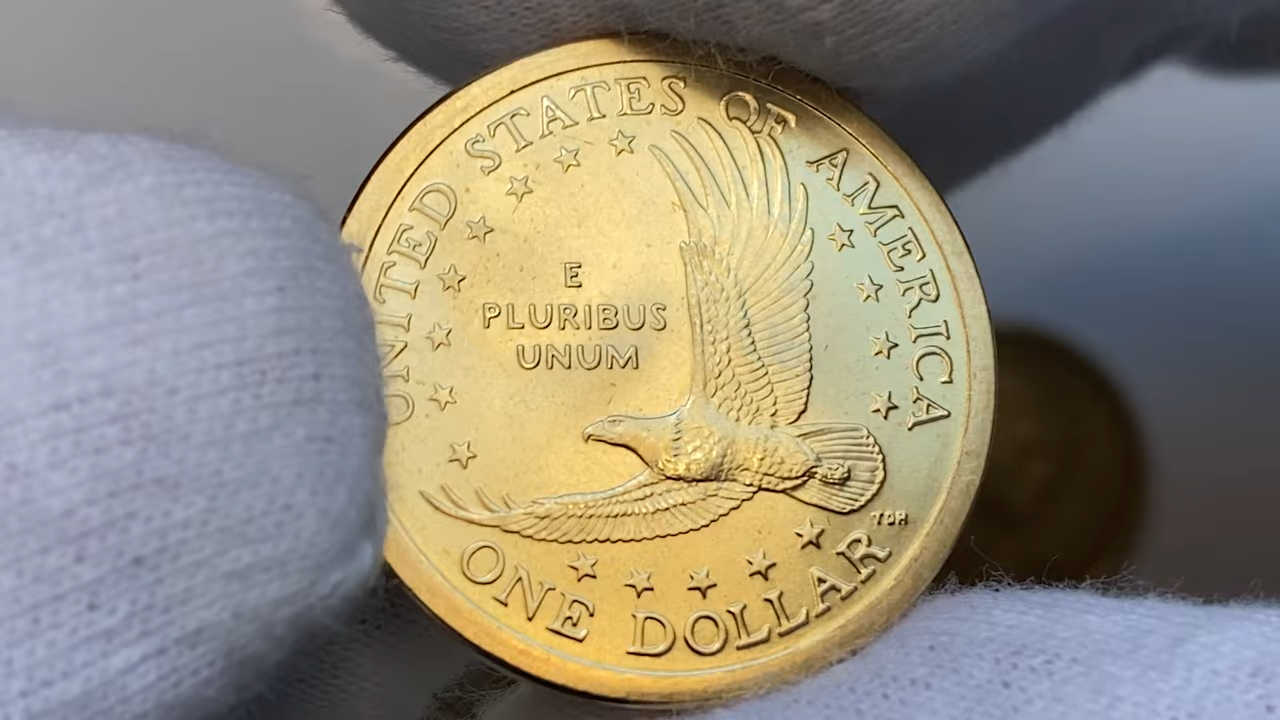 UNITED STATES OF AMERICA
E
PLURIBUS
UNUM
TDR
ONE DOLLAR